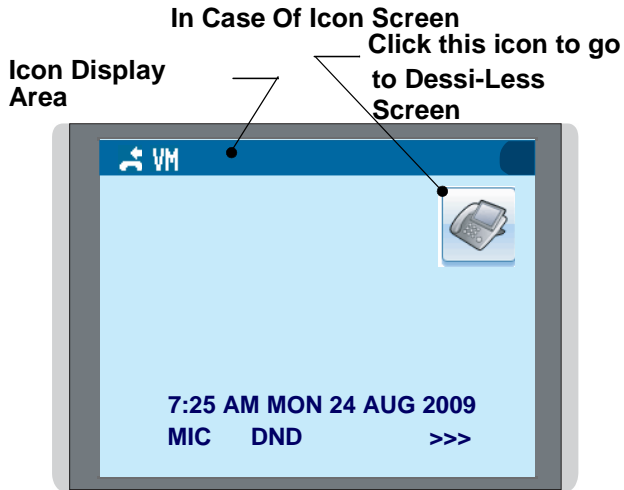 In Case Of Icon Screen
Click this icon to go
to Dessi-Less
Screen
Icon Display
Area
VM
7:25 AM MON 24 AUG 2009
MIC DND >>>